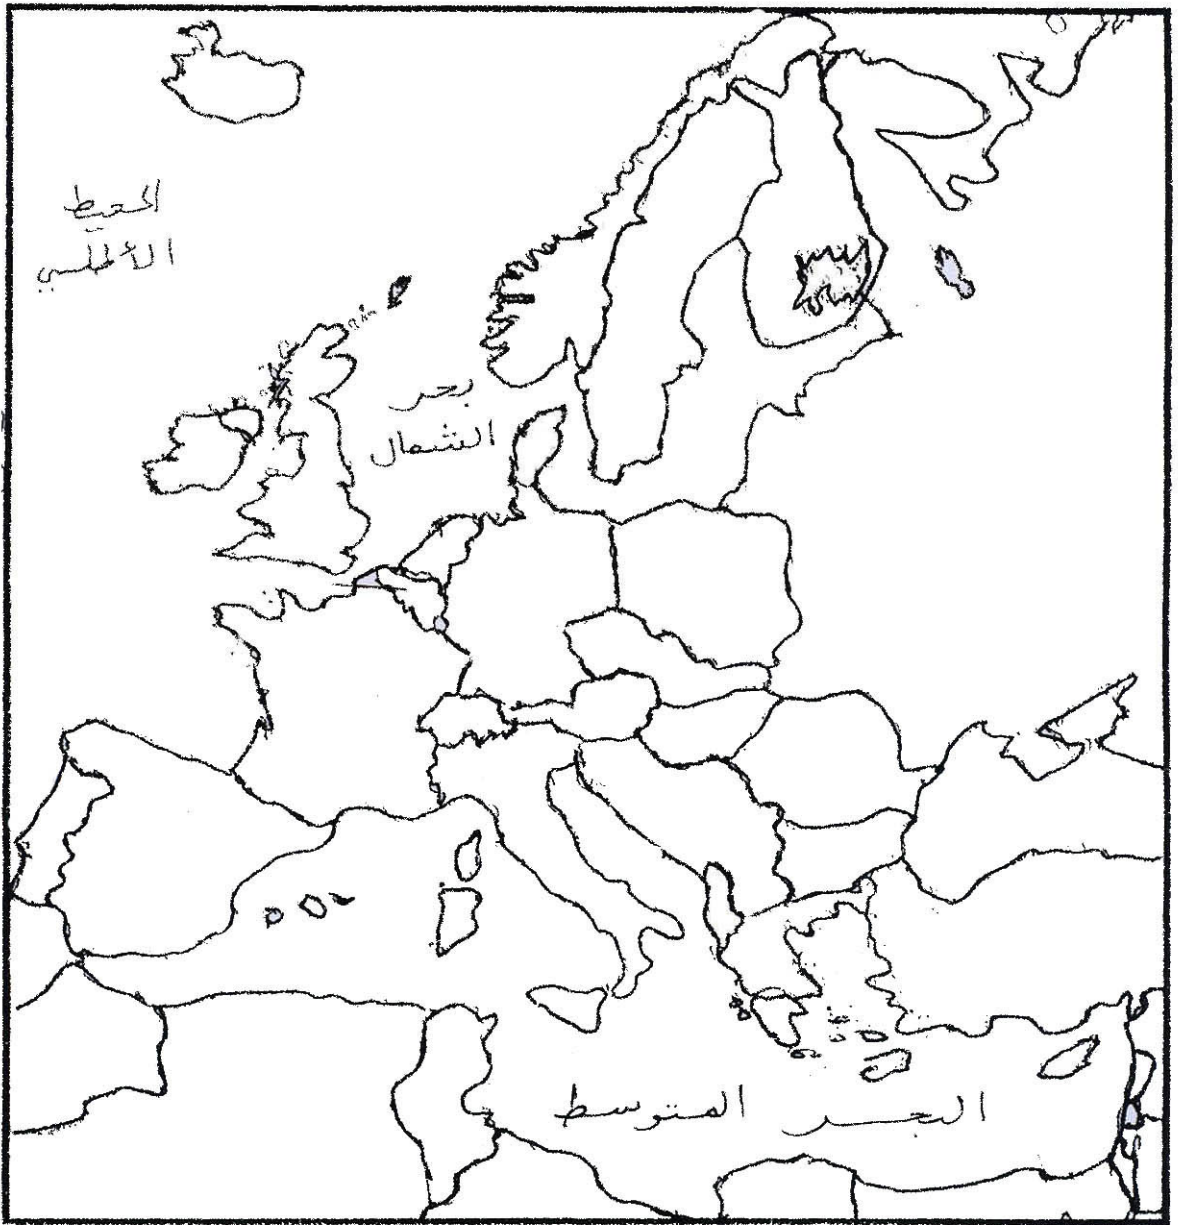 المحيط
الأطلسي
بحر
الشمال
البحر المتوسط